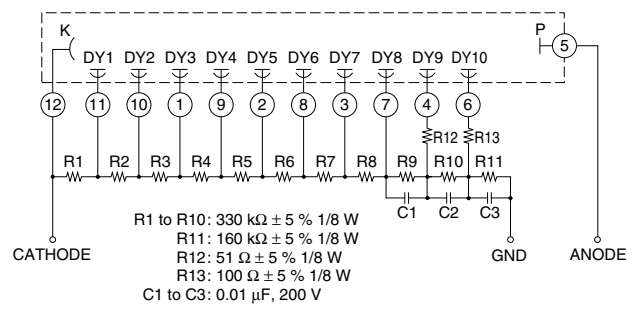 K P
DY1 DY2 DY3 DY4 DY5 DY6 DY7 DY8 DY9 DY10
5
12 11 10 1 9 2 8 3 7 4 6
R12 R13
R1 R2 R3 R4 R5 R6 R7 R8 R9 R10 R11
C1 C2 C3
R1 to R10: 330 kΩ ± 5 % 1/8 W
R11: 160 kΩ ± 5 % 1/8 W
R12: 51 Ω ± 5 % 1/8 W
R13: 100 Ω ± 5 % 1/8 W
C1 to C3: 0.01 μF, 200 V
CATHODE GND ANODE